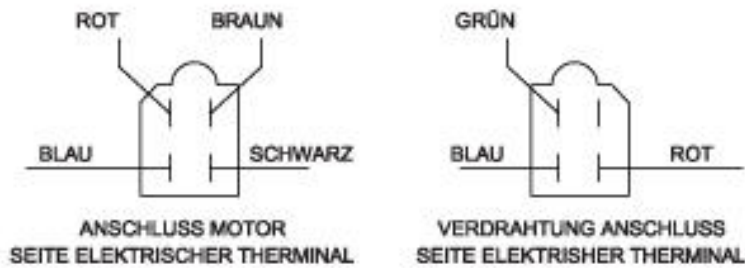 ROT BRAUN
BLAU SCHWARZ
ANSCHLUSS MOTOR
SEITE ELEKTRISCHER THERMINAL
GRÜN
BLAU ROT
VERDRAHTUNG ANSCHLUSS
SEITE ELEKTRISHER THERMINAL